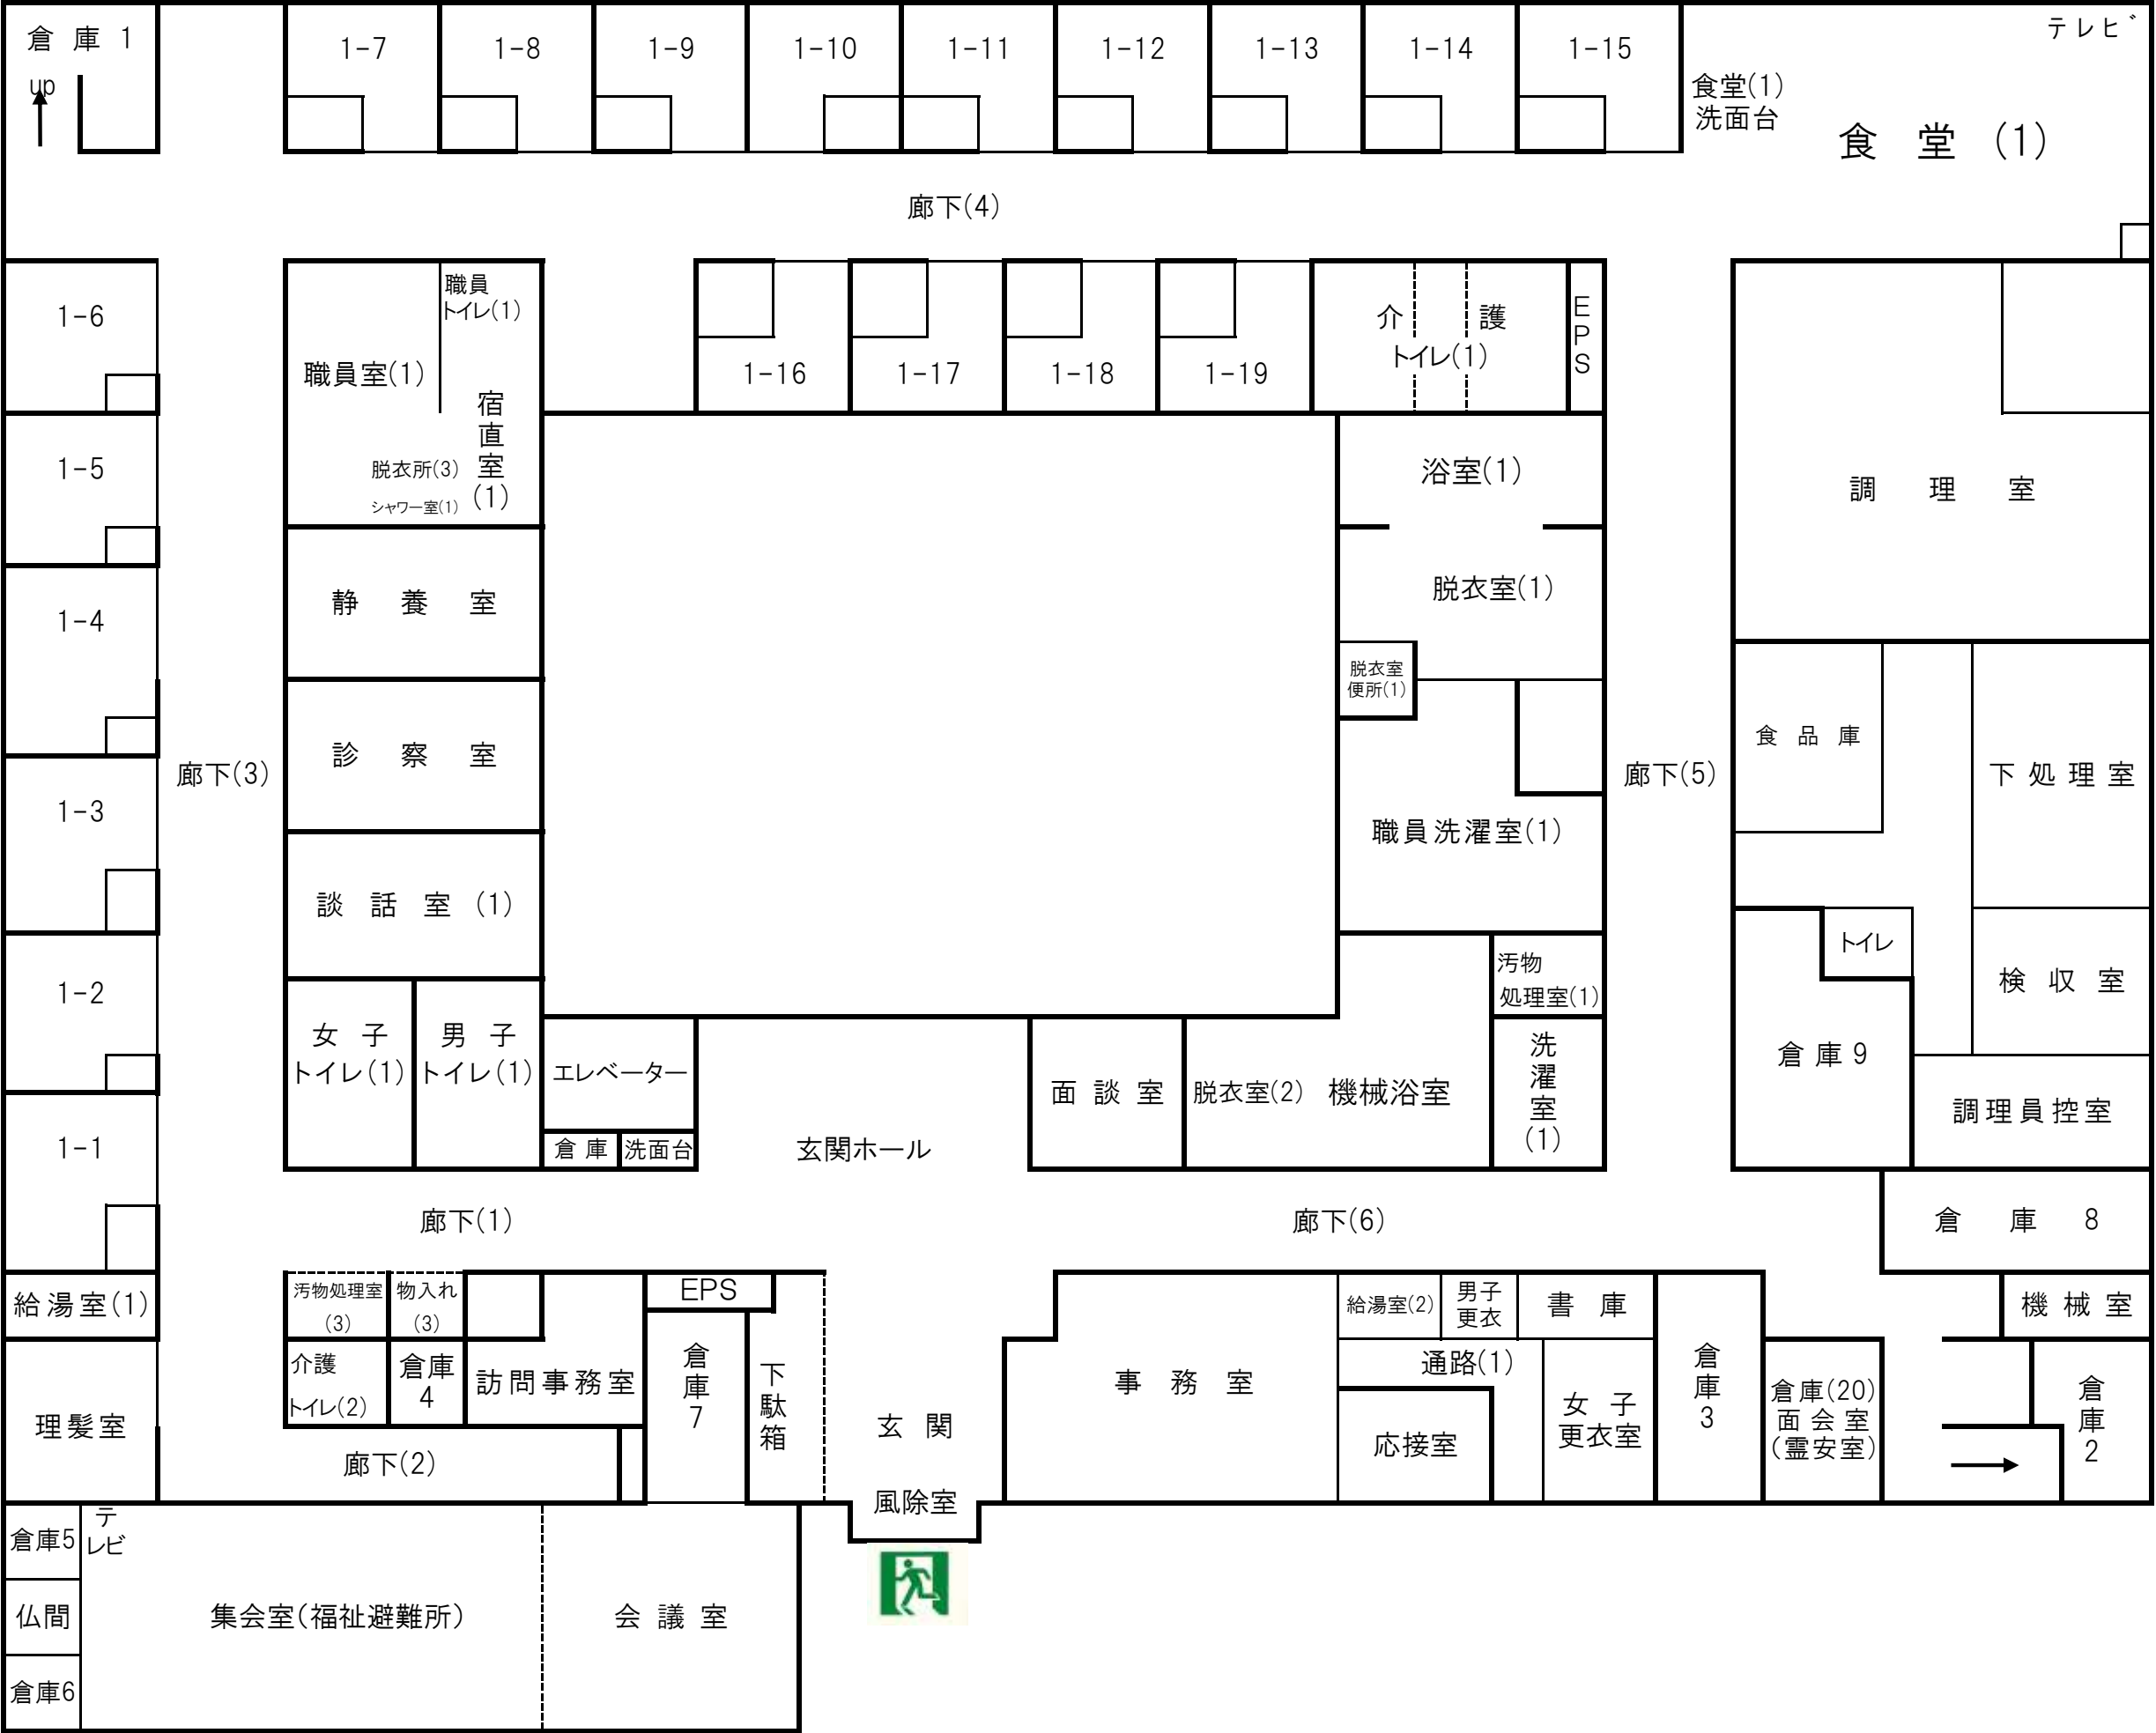 倉 庫 1
up
1-7
1-8
1-9
1-10
1-11
1-12
1-13
1-14
1-15
テレビ
食堂(1)
洗面台
食 堂 (1)
廊下(4)
1-6
1-5
1-4
1-3
1-2
1-1
給湯室(1)
理髪室
廊下(3)
職員
トイレ(1)
職員室(1)
宿直室(1)
脱衣所(3)
シャワー室(1)
静 養 室
診 察 室
談 話 室 (1)
女 子
トイレ(1)
男 子
トイレ(1)
エレベーター
倉 庫
洗面台
1-16
1-17
1-18
1-19
介 護
トイレ(1)
EPS
浴室(1)
脱衣室(1)
脱衣室
便所(1)
職員洗濯室(1)
汚物
処理室(1)
洗濯室(1)
機械浴室
脱衣室(2)
面 談 室
玄関ホール
廊下(5)
調 理 室
食 品 庫
下 処 理 室
トイレ
検 収 室
倉 庫 9
調理員控室
倉 庫 8
機 械 室
倉庫2
廊下(1)
廊下(6)
汚物処理室
(3)
物入れ
(3)
介護
トイレ(2)
倉庫
4
訪問事務室
EPS
倉庫7
下駄箱
廊下(2)
玄 関
風除室
事 務 室
給湯室(2)
男子
更衣
書 庫
通路(1)
応接室
女 子
更衣室
倉庫3
倉庫(20)
面 会 室
(霊安室)
倉庫5
テ
レビ
仏間
倉庫6
集会室(福祉避難所)
会 議 室